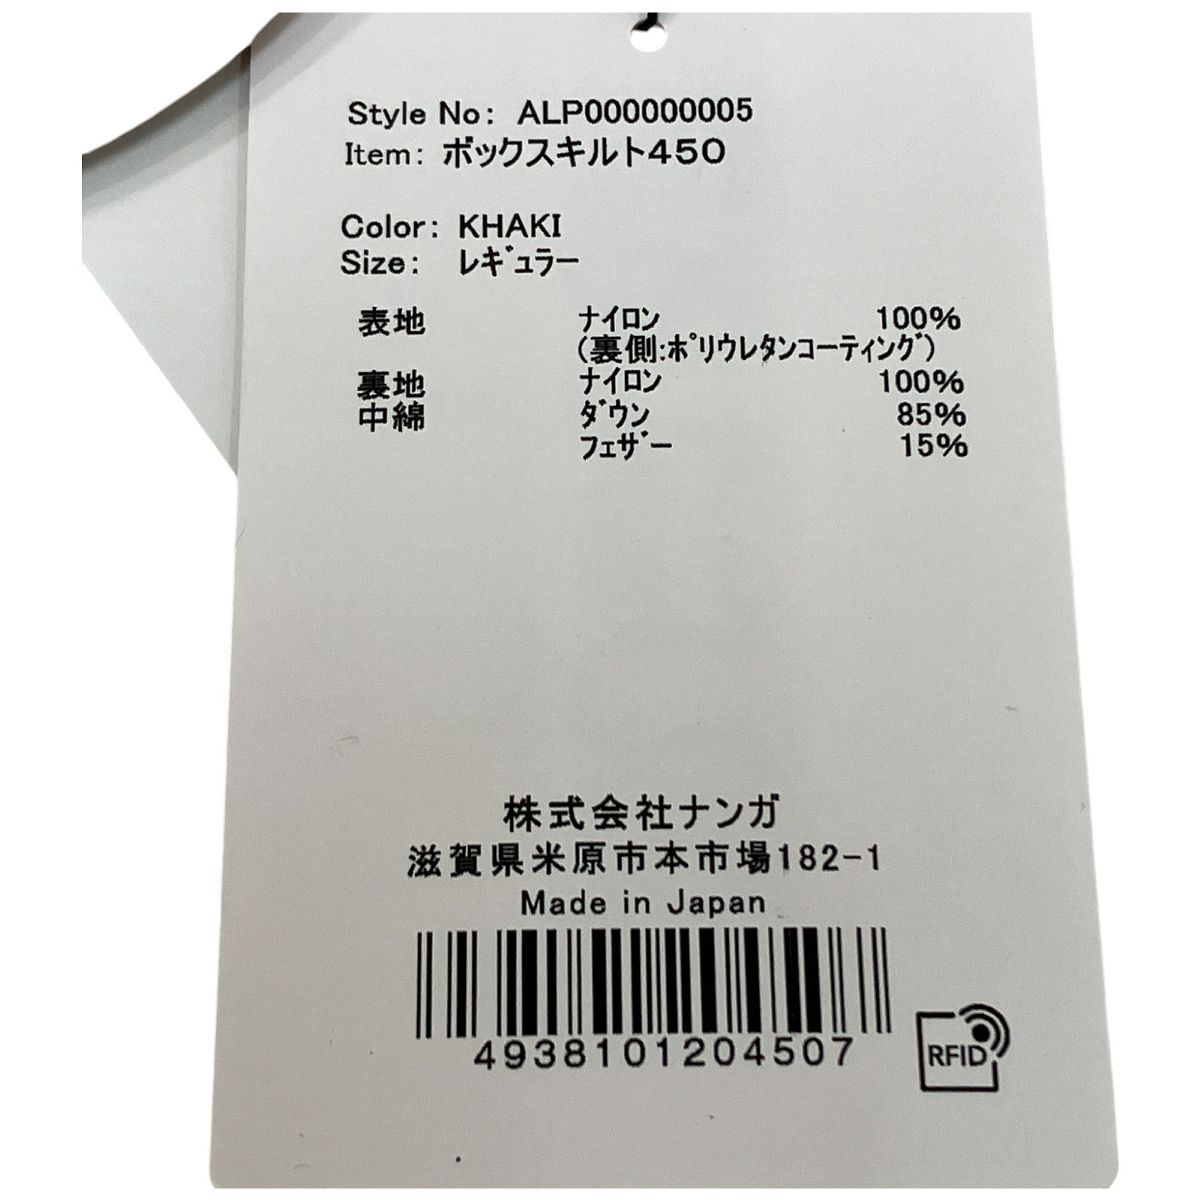 Style No: ALP000000005
Item: ボックスキルト450
Color: KHAKI
Size: レギュラー
表地 ナイロン 100%
(裏側:ポリウレタンコーティング)
裏地 ナイロン 100%
中綿 ダウン 85%
フェザー 15%
株式会社ナンガ
滋賀県米原市本市場182-1
Made in Japan
4938101204507
RFID